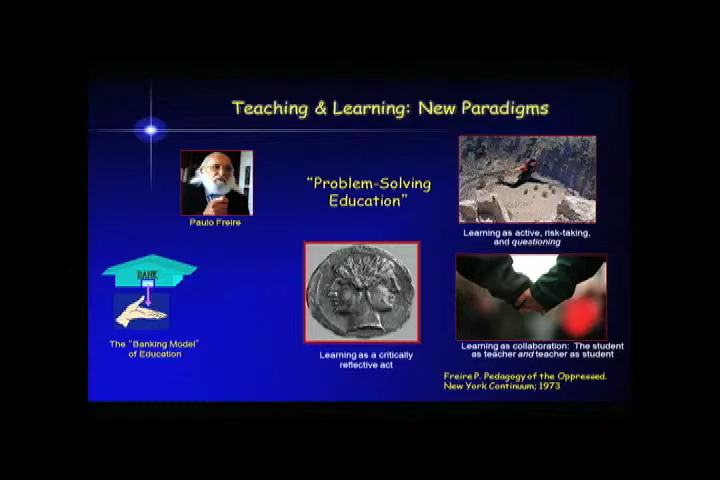 Teaching & Learning: New Paradigms
Paulo Freire
"Problem-Solving
Education"
Learning as active, risk-taking,
and questioning
BANK
The "Banking Model"
of Education
Learning as a critically
reflective act
Learning as collaboration: The student
as teacher and teacher as student
Freire P. Pedagogy of the Oppressed.
New York Continuum; 1973